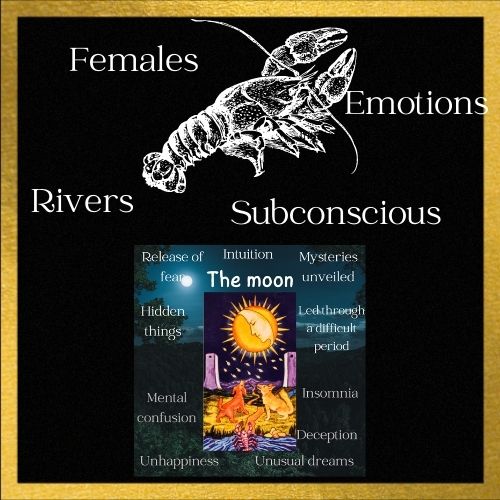 Females
Emotions
Rivers
Subconscious
Release of
fear
Intuition
Mysteries
unveiled
The moon
Hidden
things
Led through
a difficult
period
Mental
confusion
Insomnia
Deception
Unhappiness
Unusual dreams